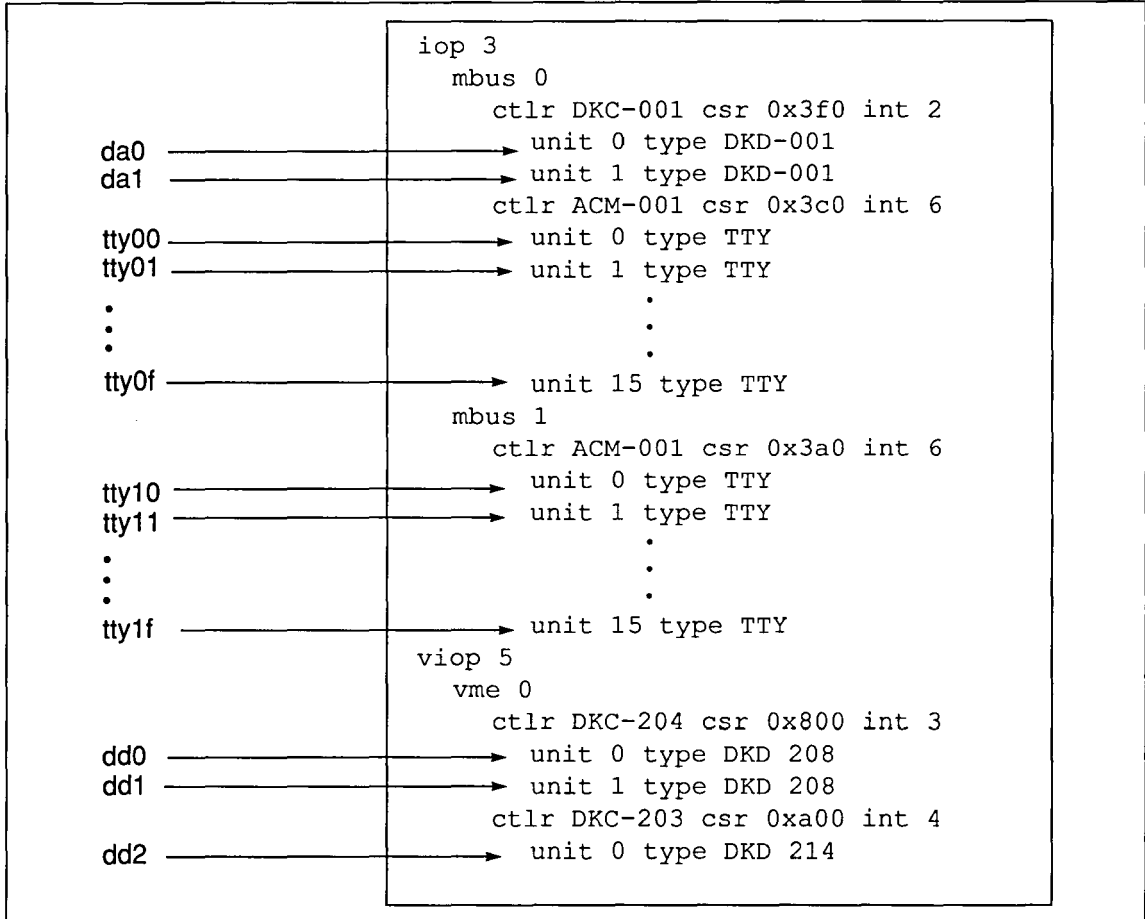 iop 3
mbus 0
ctlr DKC-001 csr 0x3f0 int 2
da0 unit 0 type DKD-001
da1 unit 1 type DKD-001
ctlr ACM-001 csr 0x3c0 int 6
tty00 unit 0 type TTY
tty01 unit 1 type TTY
tty0f unit 15 type TTY
mbus 1
ctlr ACM-001 csr 0x3a0 int 6
tty10 unit 0 type TTY
tty11 unit 1 type TTY
tty1f unit 15 type TTY
viop 5
vme 0
ctlr DKC-204 csr 0x800 int 3
dd0 unit 0 type DKD 208
dd1 unit 1 type DKD 208
ctlr DKC-203 csr 0xa00 int 4
dd2 unit 0 type DKD 214